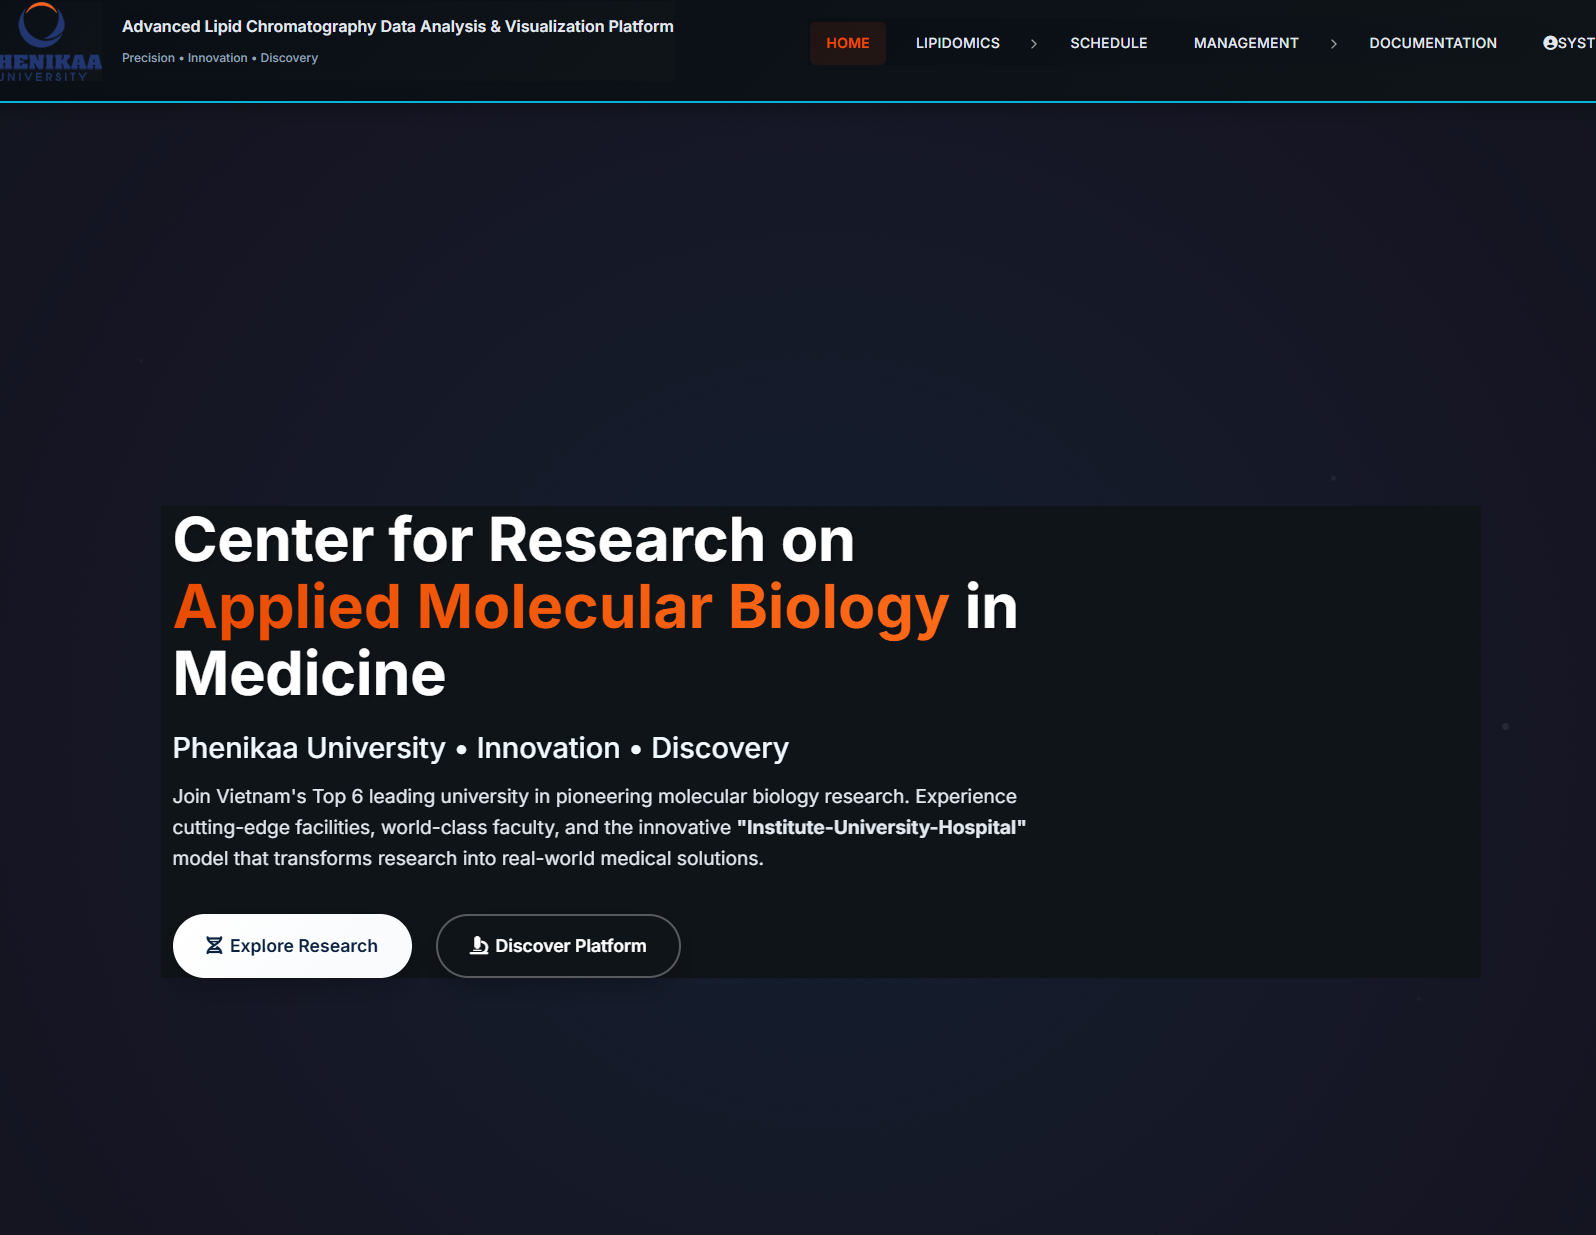 HENIKAA
UNIVERSITY
Advanced Lipid Chromatography Data Analysis & Visualization Platform
Precision • Innovation • Discovery
HOME
LIPIDOMICS
SCHEDULE
MANAGEMENT
DOCUMENTATION
SYST
Center for Research on
Applied Molecular Biology in
Medicine
Phenikaa University • Innovation • Discovery
Join Vietnam's Top 6 leading university in pioneering molecular biology research. Experience
cutting-edge facilities, world-class faculty, and the innovative "Institute-University-Hospital"
model that transforms research into real-world medical solutions.
Explore Research
Discover Platform